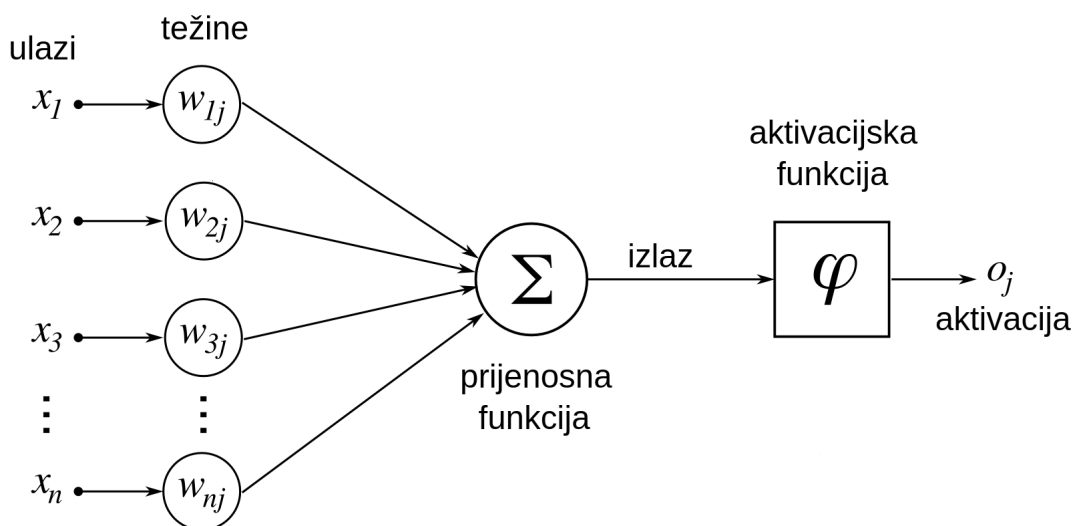 ulazi
težine
x1
w1j
x2
w2j
x3
w3j
⋮
⋮
xn
wnj
Σ
prijenosna
funkcija
izlaz
aktivacijska
funkcija
φ
oj
aktivacija